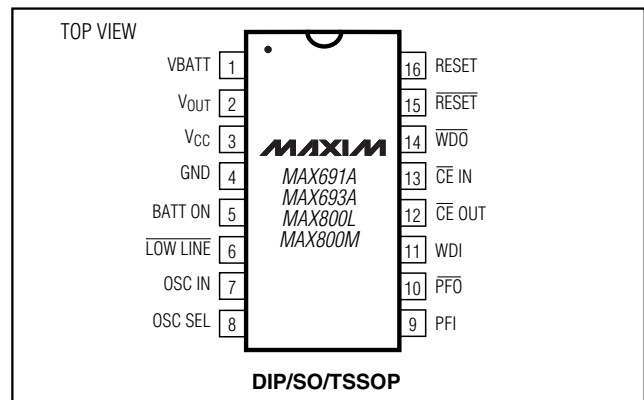 TOP VIEW
VBATT 1
VOUT 2
VCC 3
GND 4
BATT ON 5
LOW LINE 6
OSC IN 7
OSC SEL 8
MAXIM
MAX691A
MAX693A
MAX800L
MAX800M
16 RESET
15 RESET
14 WDO
13 CE IN
12 CE OUT
11 WDI
10 PFO
9 PFI
DIP/SO/TSSOP